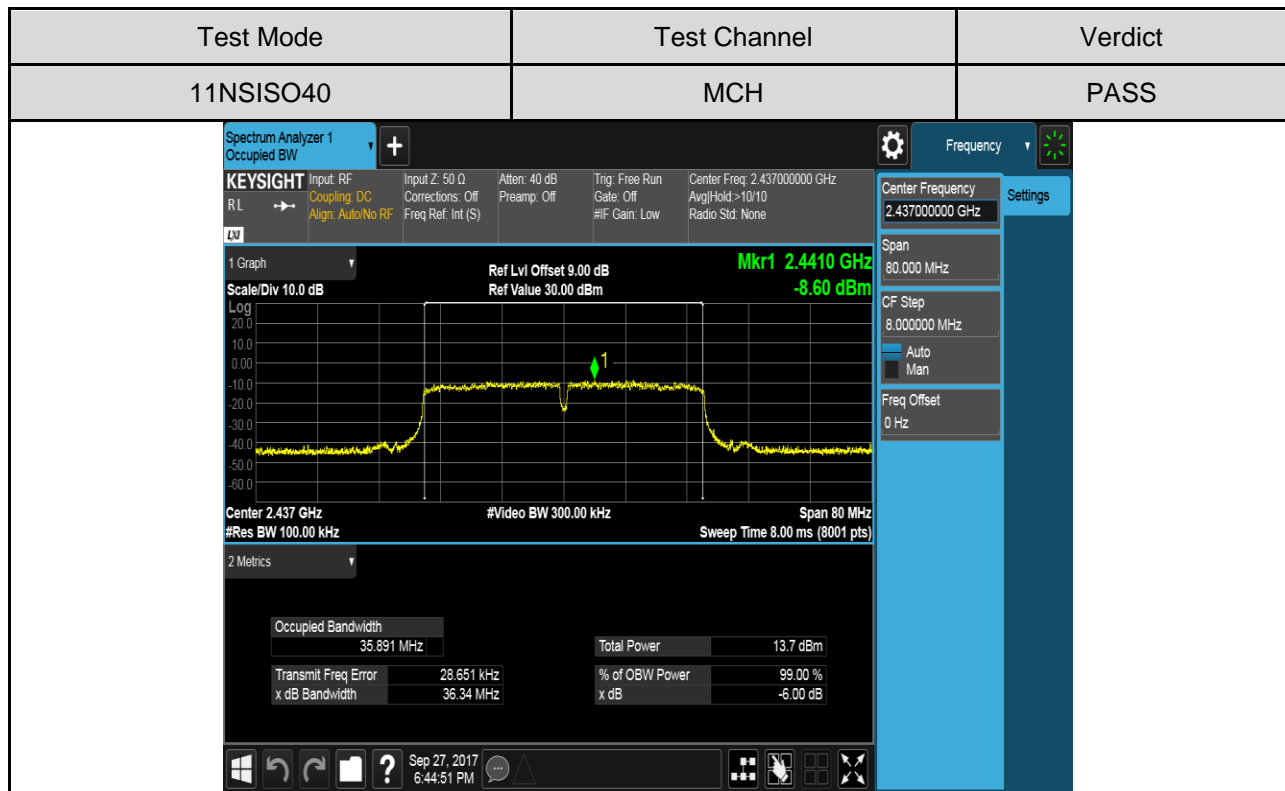 Test Mode Test Channel Verdict
11NSISO40 MCH PASS
Spectrum Analyzer 1
Occupied BW
Frequency
KEYSIGHT Input: RF Input Z: 50 Ω Atten: 40 dB Trig: Free Run Center Freq: 2.437000000 GHz
RL Coupling: DC Corrections: Off Preamp: Off Gate: Off Avg|Hold:>10/10
Align: Auto/No RF Freq Ref: Int (S) #IF Gain: Low Radio Std: None
LXI
Center Frequency
2.437000000 GHz
Settings
Span
80.000 MHz
CF Step
8.000000 MHz
Auto
Man
Freq Offset
0 Hz
1 Graph Ref Lvl Offset 9.00 dB Mkr1 2.4410 GHz
Scale/Div 10.0 dB Ref Value 30.00 dBm -8.60 dBm
Log
20.0
10.0
0.00
1
-10.0
-20.0
-30.0
-40.0
-50.0
-60.0
Center 2.437 GHz #Video BW 300.00 kHz Span 80 MHz
#Res BW 100.00 kHz Sweep Time 8.00 ms (8001 pts)
2 Metrics
Occupied Bandwidth
35.891 MHz Total Power 13.7 dBm
Transmit Freq Error 28.651 kHz % of OBW Power 99.00 %
x dB Bandwidth 36.34 MHz x dB -6.00 dB
Sep 27, 2017
6:44:51 PM